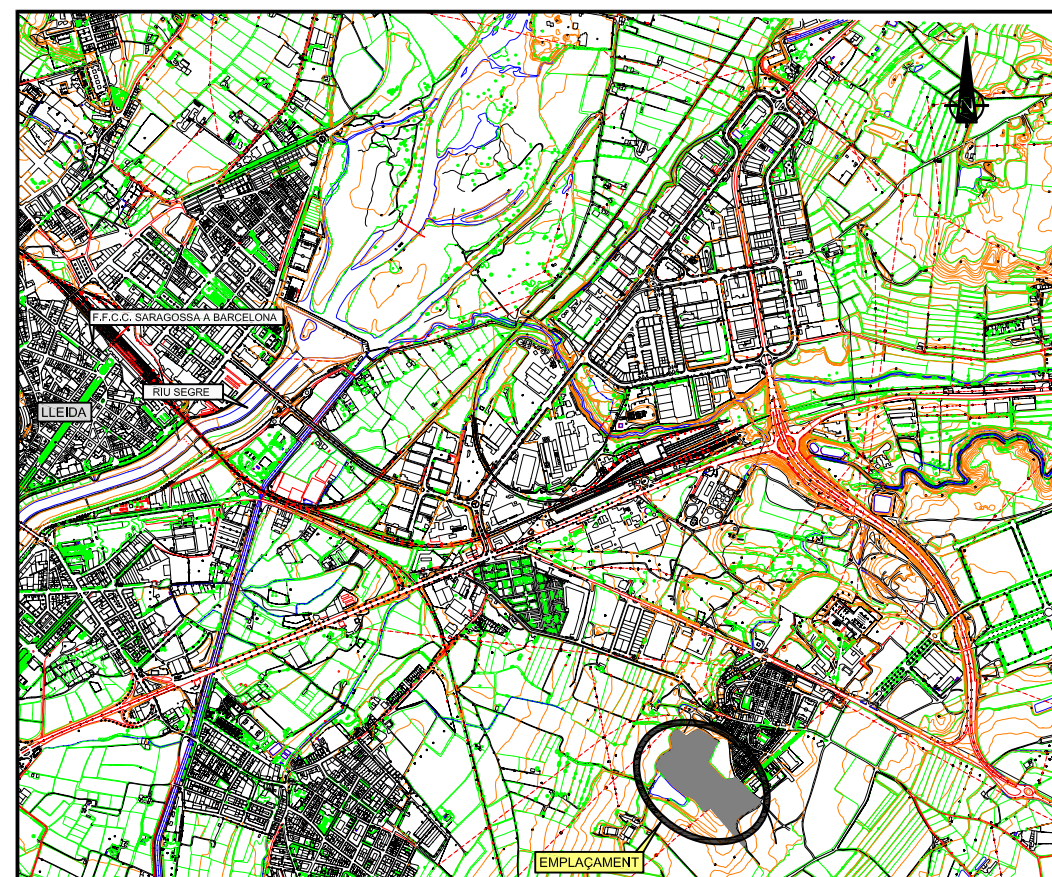 N
F.F.C.C. SARAGOSSA A BARCELONA
RIU SEGRE
LLEIDA
EMPLAÇAMENT